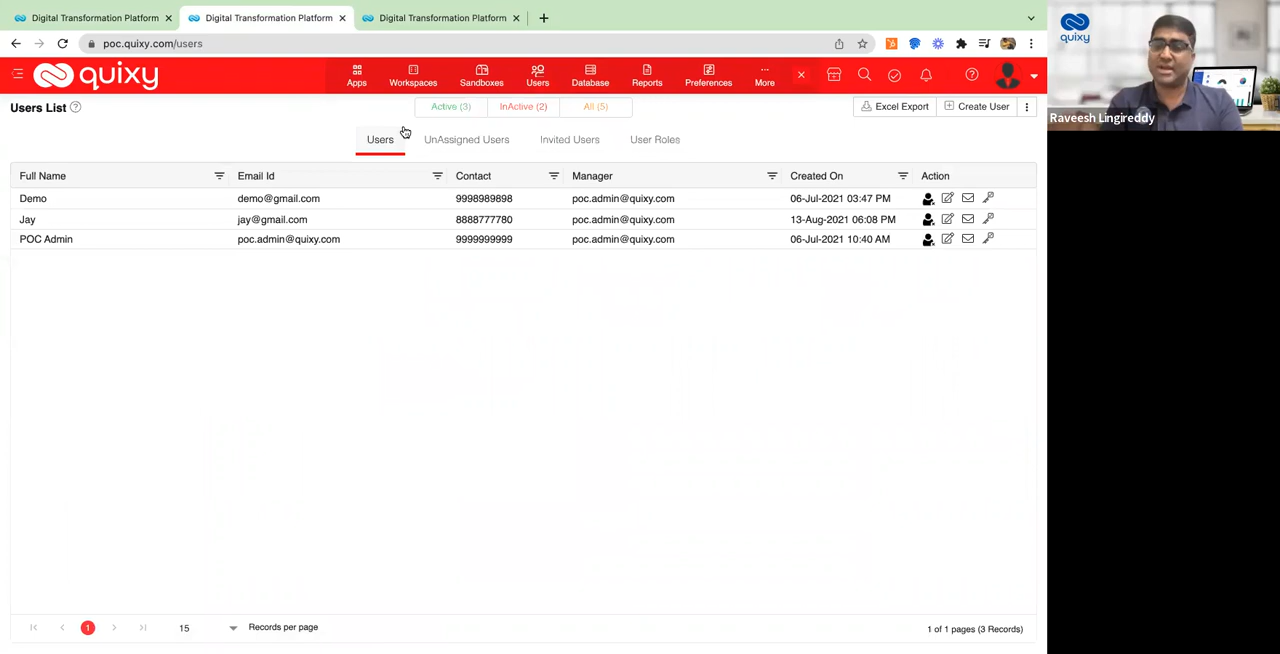 Digital Transformation Platform
Digital Transformation Platform
Digital Transformation Platform
poc.quixy.com/users
quixy
Apps
Workspaces
Sandboxes
Users
Database
Reports
Preferences
More
quixy
Users List
Active (3)
InActive (2)
All (5)
Excel Export
Create User
Raveesh Lingireddy
Users
UnAssigned Users
Invited Users
User Roles
Full Name Email Id Contact Manager Created On Action
Demo demo@gmail.com 9998989898 poc.admin@quixy.com 06-Jul-2021 03:47 PM
Jay jay@gmail.com 8888777780 poc.admin@quixy.com 13-Aug-2021 06:08 PM
POC Admin poc.admin@quixy.com 9999999999 poc.admin@quixy.com 06-Jul-2021 10:40 AM
1
15
Records per page
1 of 1 pages (3 Records)